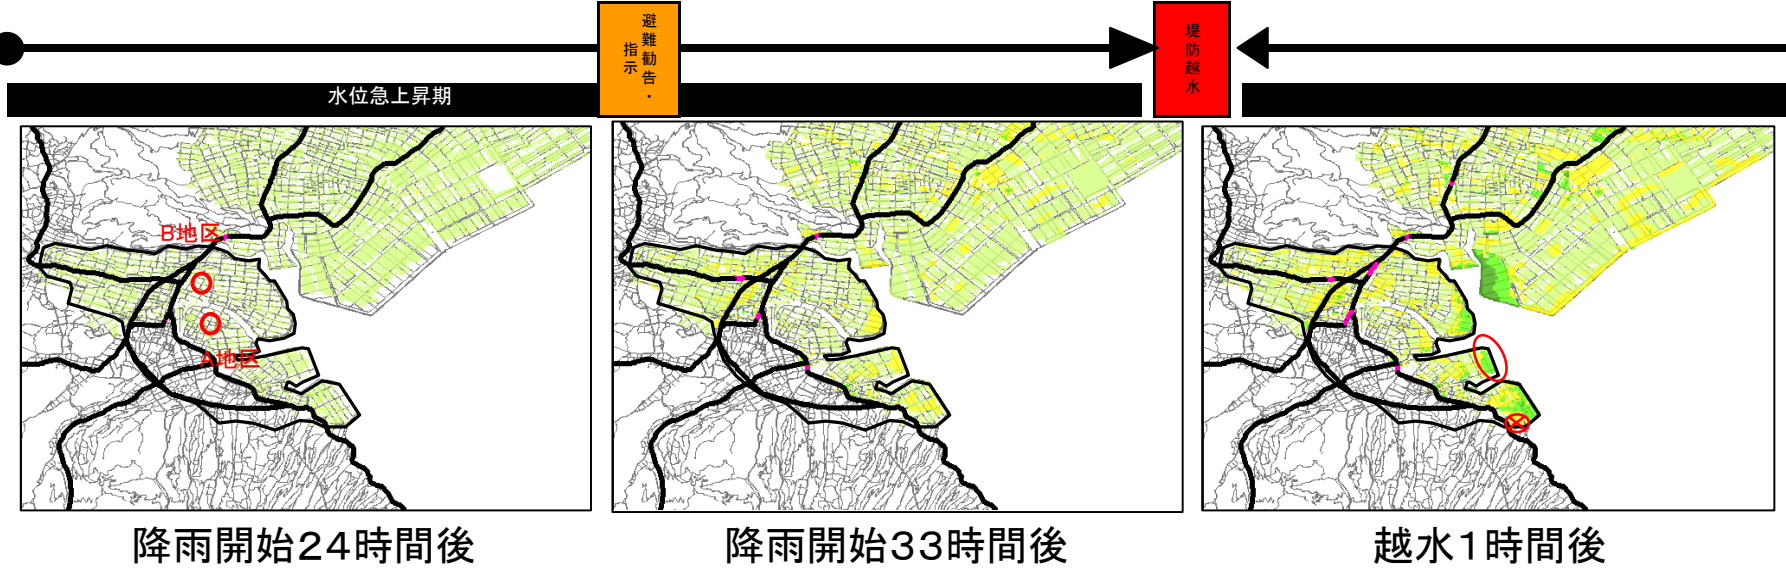 避難勧告・
指示
堤防越水
水位急上昇期
B地区
A地区
降雨開始24時間後
降雨開始33時間後
越水1時間後